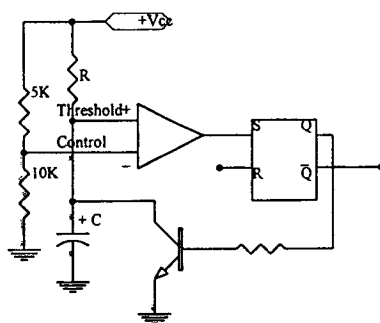 +Vcc
R
5K
Threshold+
Control
−
10K
+ C
S Q
R Q̅